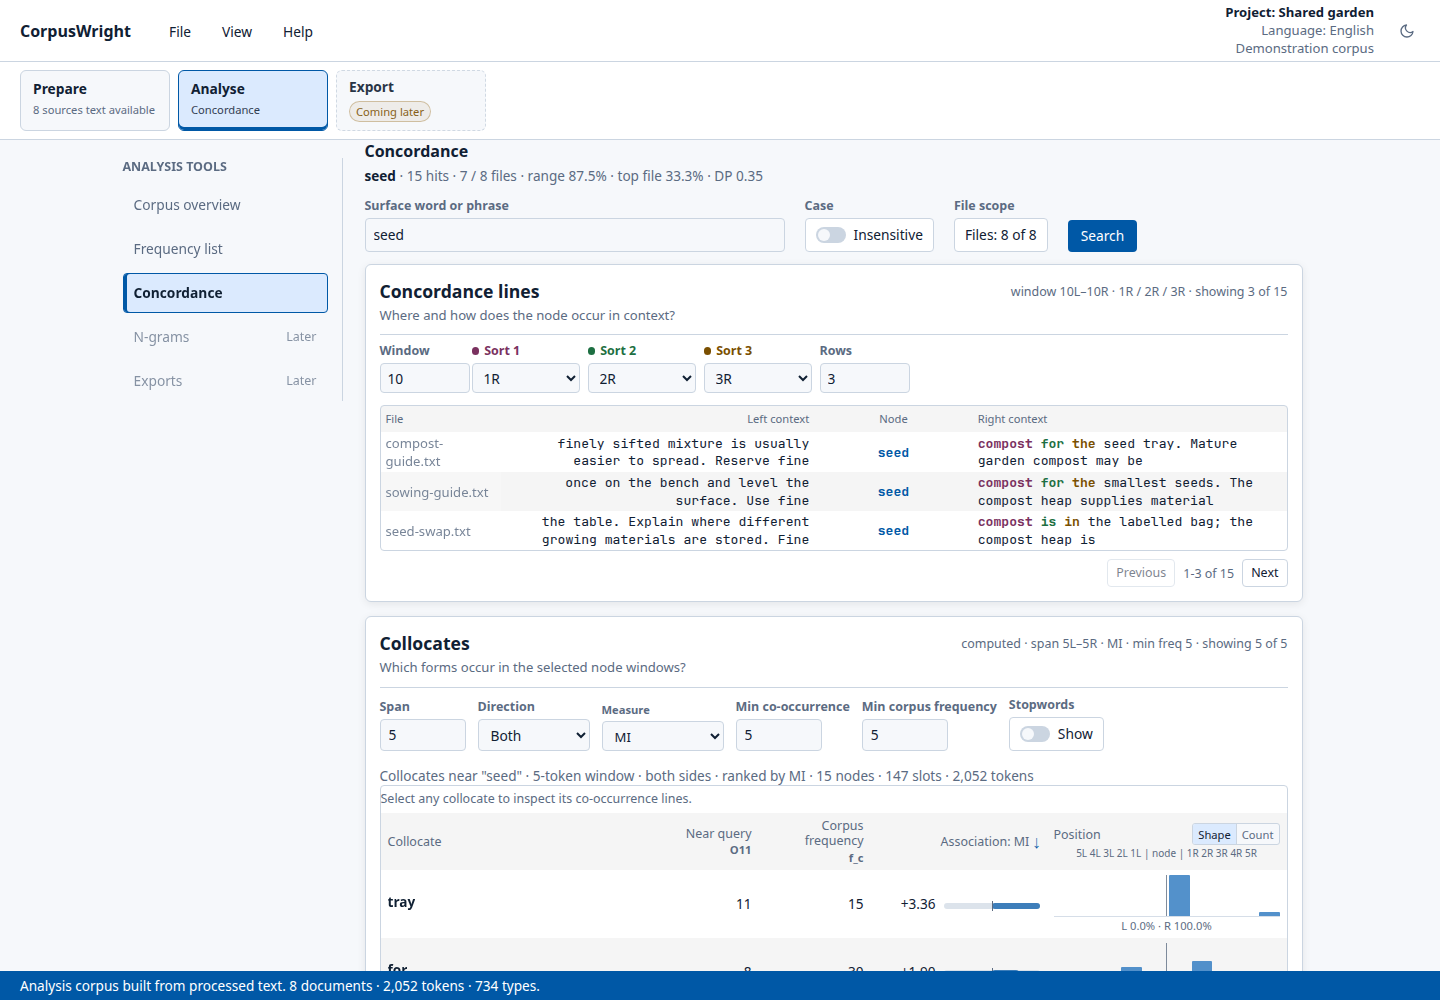 CorpusWright
File View Help
Project: Shared garden
Language: English
Demonstration corpus
Prepare
8 sources text available
Analyse
Concordance
Export
Coming later
ANALYSIS TOOLS
Corpus overview
Frequency list
Concordance
N-grams Later
Exports Later
Concordance
seed · 15 hits · 7 / 8 files · range 87.5% · top file 33.3% · DP 0.35
Surface word or phrase Case File scope
seed Insensitive Files: 8 of 8 Search
Concordance lines window 10L–10R · 1R / 2R / 3R · showing 3 of 15
Where and how does the node occur in context?
Window Sort 1 Sort 2 Sort 3 Rows
10 1R 2R 3R 3
File Left context Node Right context
compost-guide.txt finely sifted mixture is usually easier to spread. Reserve fine seed compost for the seed tray. Mature garden compost may be
sowing-guide.txt once on the bench and level the surface. Use fine seed compost for the smallest seeds. The compost heap supplies material
seed-swap.txt the table. Explain where different growing materials are stored. Fine seed compost is in the labelled bag; the compost heap is
Previous 1-3 of 15 Next
Collocates computed · span 5L–5R · MI · min freq 5 · showing 5 of 5
Which forms occur in the selected node windows?
Span Direction Measure Min co-occurrence Min corpus frequency Stopwords
5 Both MI 5 5 Show
Collocates near "seed" · 5-token window · both sides · ranked by MI · 15 nodes · 147 slots · 2,052 tokens
Select any collocate to inspect its co-occurrence lines.
Collocate Near query O11 Corpus frequency f_c Association: MI ↓ Position Shape Count
5L 4L 3L 2L 1L | node | 1R 2R 3R 4R 5R
tray 11 15 +3.36
L 0.0% · R 100.0%
for
Analysis corpus built from processed text. 8 documents · 2,052 tokens · 734 types.